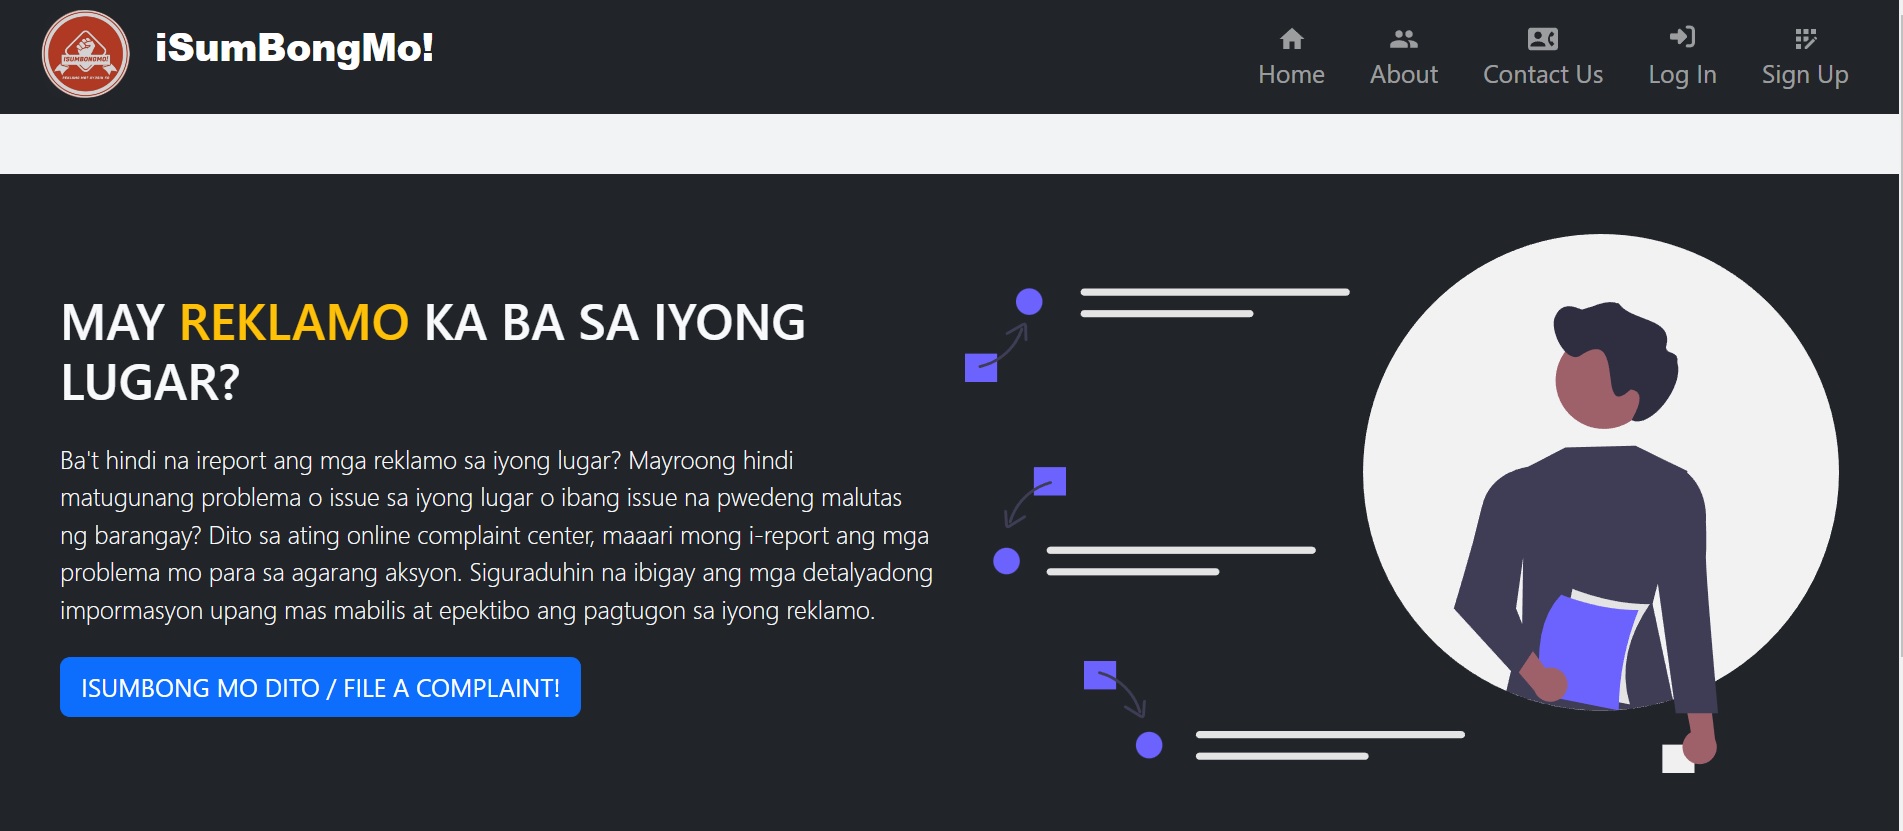 ISUMBONGMO!
iSumBongMo!
Home
About
Contact Us
Log In
Sign Up
MAY REKLAMO KA BA SA IYONG
LUGAR?
Ba't hindi na ireport ang mga reklamo sa iyong lugar? Mayroong hindi
matugunang problema o issue sa iyong lugar o ibang issue na pwedeng malutas
ng barangay? Dito sa ating online complaint center, maaari mong i-report ang mga
problema mo para sa agarang aksyon. Siguraduhin na ibigay ang mga detalyadong
impormasyon upang mas mabilis at epektibo ang pagtugon sa iyong reklamo.
ISUMBONG MO DITO / FILE A COMPLAINT!